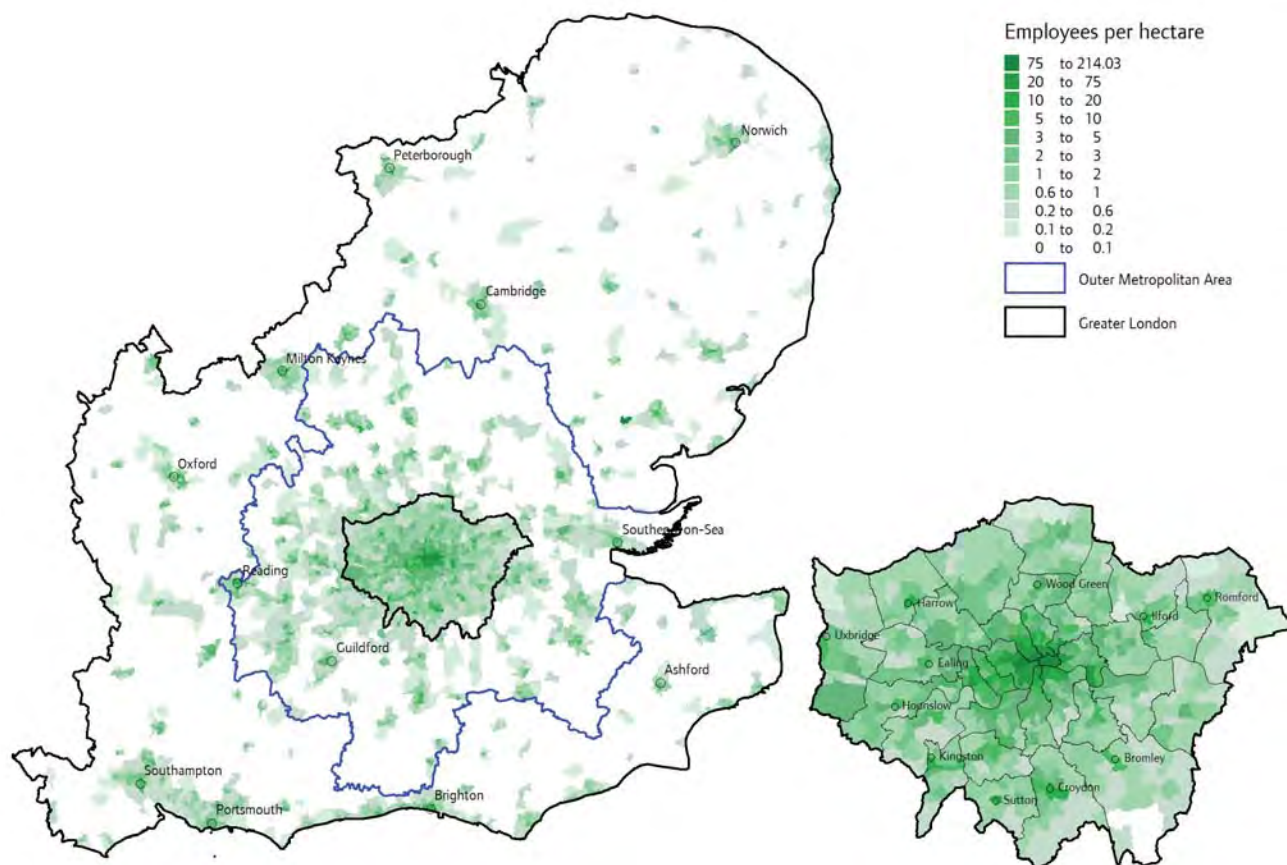 Employees per hectare
75 to 214.03
20 to 75
10 to 20
5 to 10
3 to 5
2 to 3
1 to 2
0.6 to 1
0.2 to 0.6
0.1 to 0.2
0 to 0.1
Outer Metropolitan Area
Greater London
Norwich
Peterborough
Cambridge
Milton Keynes
Oxford
Southend-on-Sea
Reading
Guildford
Ashford
Southampton
Portsmouth
Brighton
Wood Green
Romford
Harrow
Ilford
Uxbridge
Ealing
Hounslow
Kingston
Bromley
Croydon
Sutton